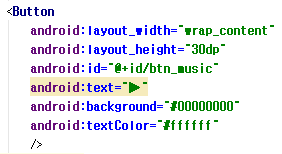 <Button
android:layout_width="wrap_content"
android:layout_height="30dp"
android:id="@+id/btn_music"
android:text="▶"
android:background="#00000000"
android:textColor="#ffffff"
/>